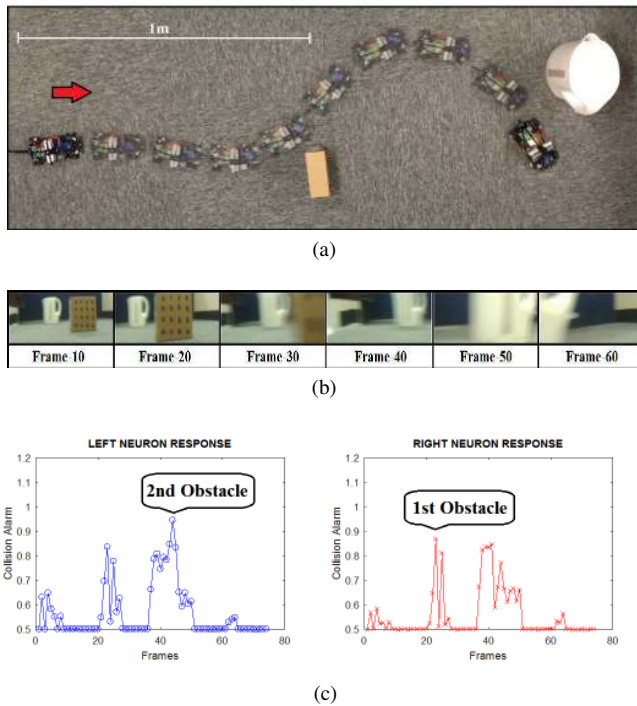 1m
(a)
Frame-10 Frame-20 Frame-30 Frame-40 Frame-50 Frame-60
(b)
LEFT NEURON RESPONSE
1.2
1.1
1
0.9
0.8
0.7
0.6
0.5
Collision Alarm
2nd Obstacle
0 20 40 60 80
Frames
RIGHT NEURON RESPONSE
1.2
1.1
1
0.9
0.8
0.7
0.6
0.5
Collision Alarm
1st Obstacle
0 20 40 60 80
Frames
(c)